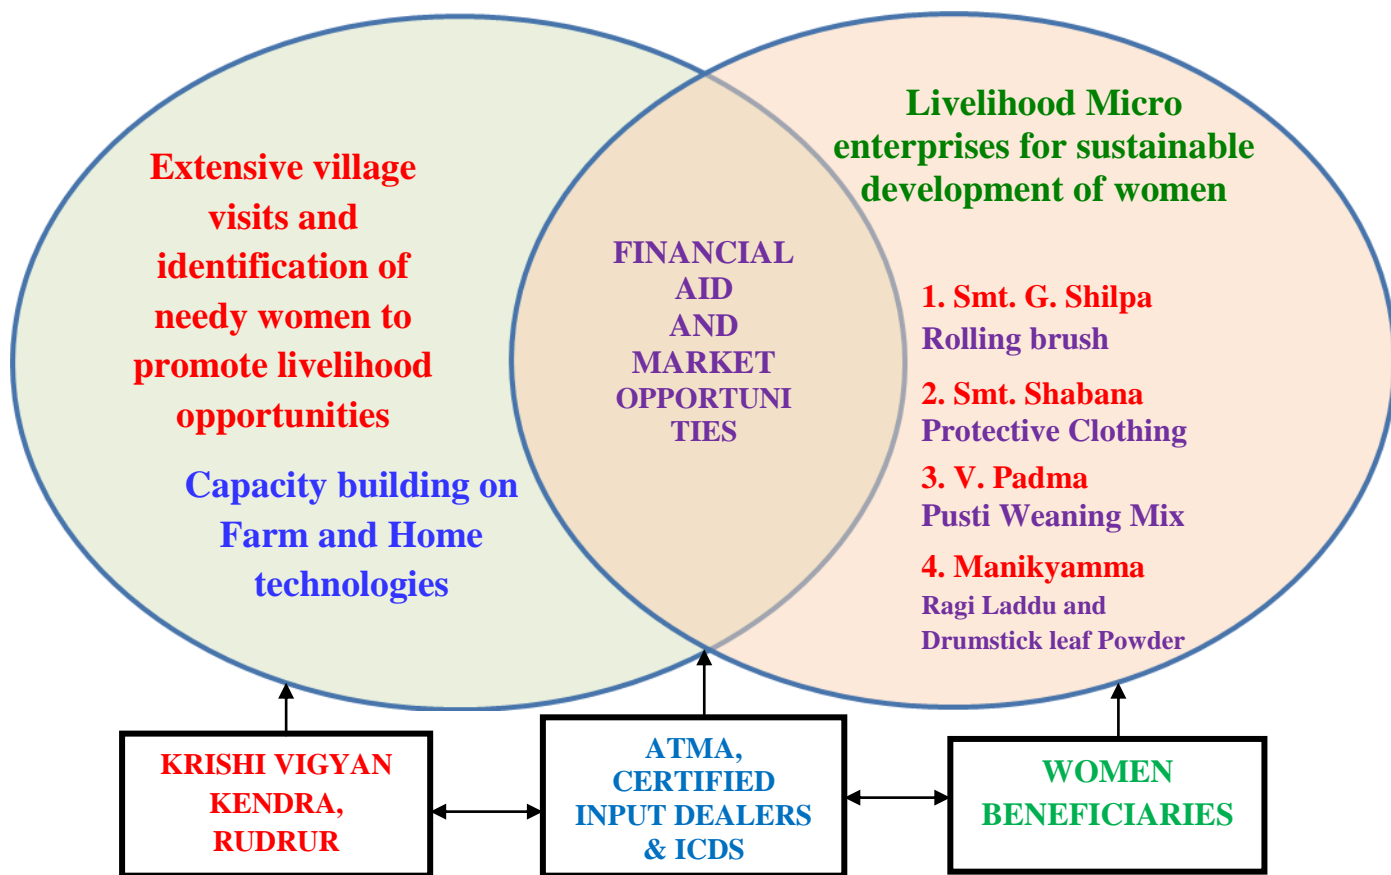 Extensive village
visits and
identification of
needy women to
promote livelihood
opportunities
Capacity building on
Farm and Home
technologies
FINANCIAL
AID
AND
MARKET
OPPORTUNI
TIES
Livelihood Micro
enterprises for sustainable
development of women
1. Smt. G. Shilpa
Rolling brush
2. Smt. Shabana
Protective Clothing
3. V. Padma
Pusti Weaning Mix
4. Manikyamma
Ragi Laddu and
Drumstick leaf Powder
KRISHI VIGYAN
KENDRA,
RUDRUR
ATMA,
CERTIFIED
INPUT DEALERS
& ICDS
WOMEN
BENEFICIARIES